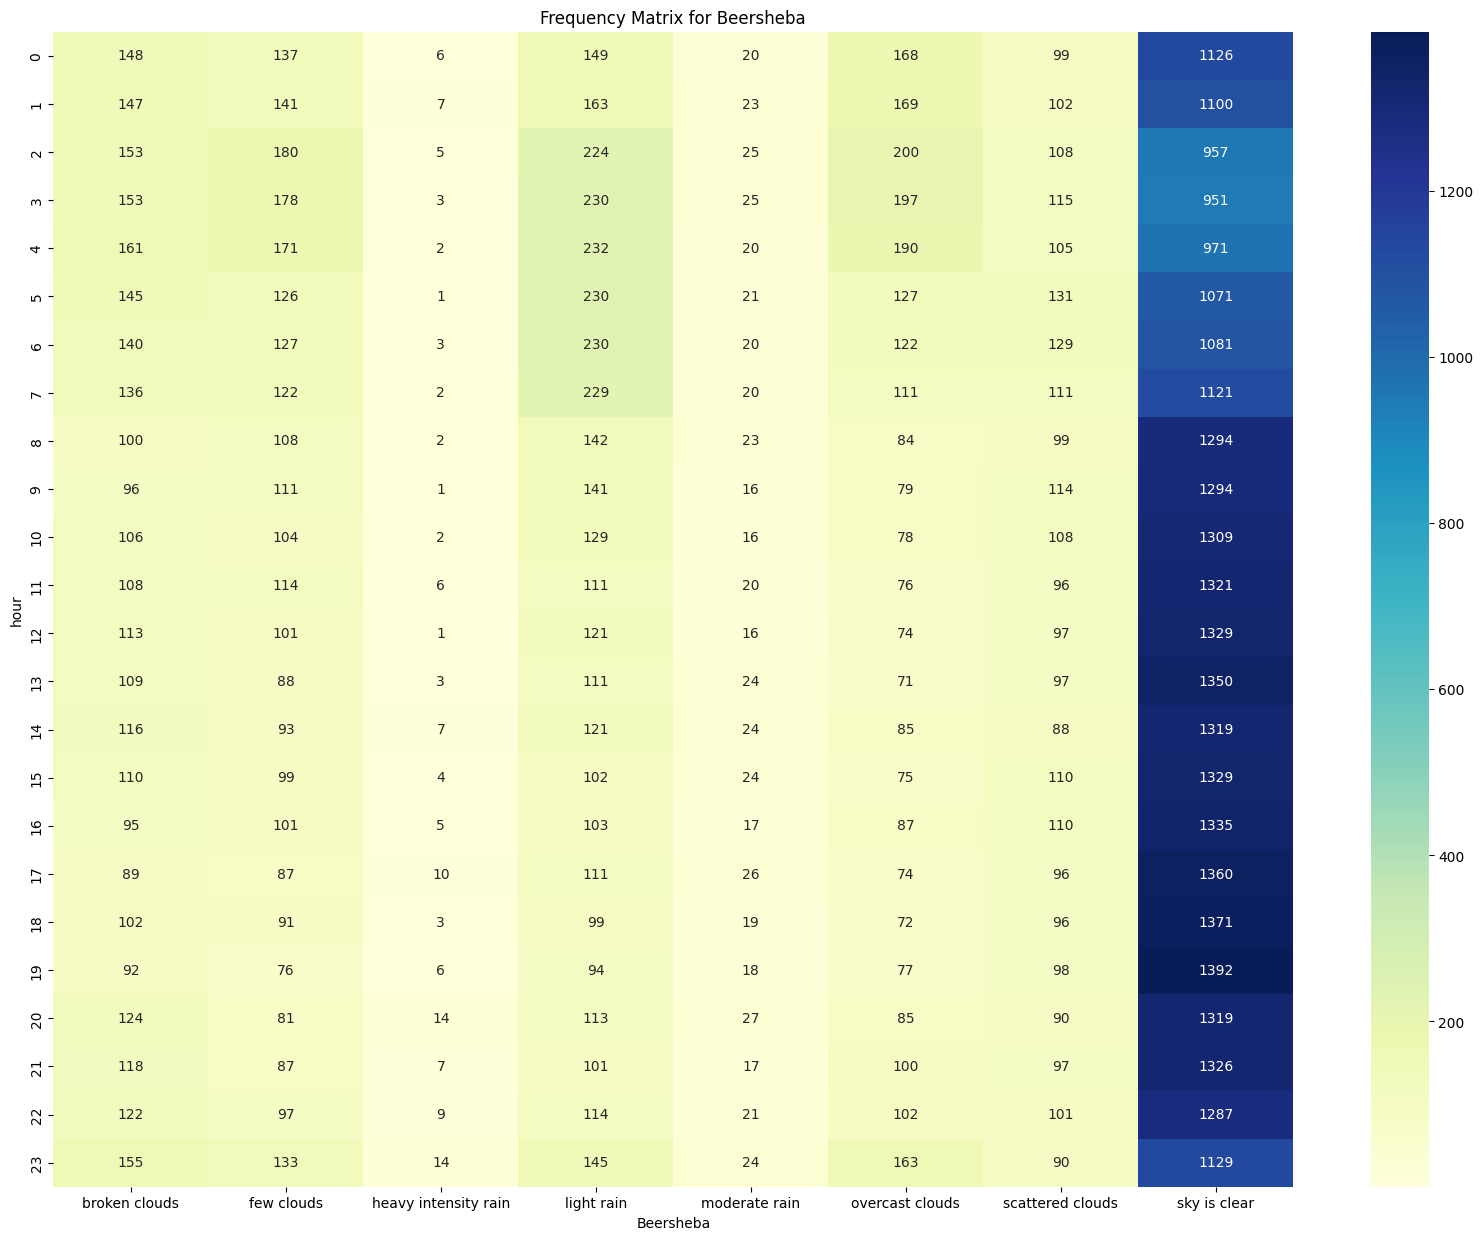 Frequency Matrix for Beersheba
0 148 137 6 149 20 168 99 1126
1 147 141 7 163 23 169 102 1100
2 153 180 5 224 25 200 108 957
3 153 178 3 230 25 197 115 951
4 161 171 2 232 20 190 105 971
5 145 126 1 230 21 127 131 1071
6 140 127 3 230 20 122 129 1081
7 136 122 2 229 20 111 111 1121
8 100 108 2 142 23 84 99 1294
9 96 111 1 141 16 79 114 1294
10 106 104 2 129 16 78 108 1309
11 108 114 6 111 20 76 96 1321
12 113 101 1 121 16 74 97 1329
13 109 88 3 111 24 71 97 1350
14 116 93 7 121 24 85 88 1319
15 110 99 4 102 24 75 110 1329
16 95 101 5 103 17 87 110 1335
17 89 87 10 111 26 74 96 1360
18 102 91 3 99 19 72 96 1371
19 92 76 6 94 18 77 98 1392
20 124 81 14 113 27 85 90 1319
21 118 87 7 101 17 100 97 1326
22 122 97 9 114 21 102 101 1287
23 155 133 14 145 24 163 90 1129
hour
broken clouds few clouds heavy intensity rain light rain moderate rain overcast clouds scattered clouds sky is clear
Beersheba
1200
1000
800
600
400
200